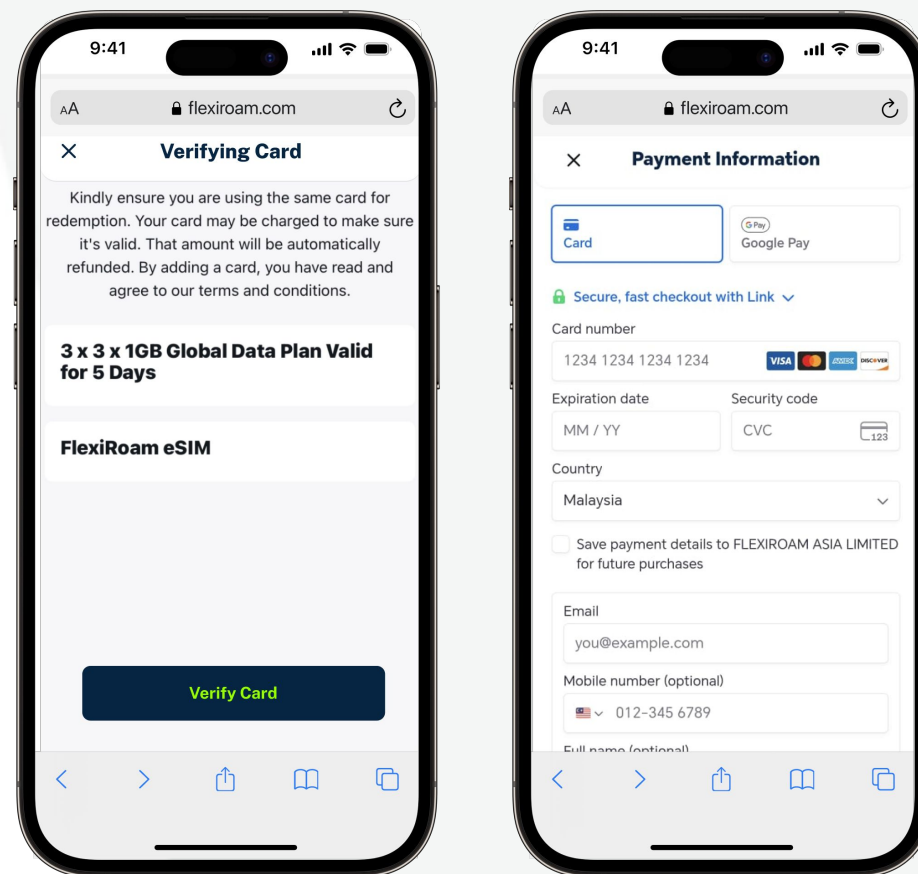 9:41
AA flexiroam.com
Verifying Card
Kindly ensure you are using the same card for
redemption. Your card may be charged to make sure
it's valid. That amount will be automatically
refunded. By adding a card, you have read and
agree to our terms and conditions.
3 x 3 x 1GB Global Data Plan Valid
for 5 Days
FlexiRoam eSIM
Verify Card
9:41
AA flexiroam.com
Payment Information
Card
G Pay
Google Pay
Secure, fast checkout with Link
Card number
1234 1234 1234 1234 VISA AMERICAN EXPRESS DISCOVER
Expiration date Security code
MM / YY CVC 123
Country
Malaysia
Save payment details to FLEXIROAM ASIA LIMITED
for future purchases
Email
you@example.com
Mobile number (optional)
012-345 6789
Full name (optional)